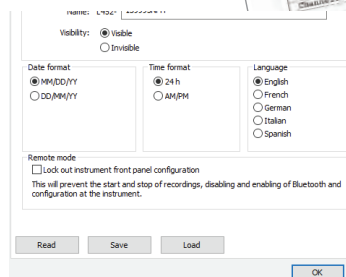 Name: L452-
Visibility: Visible
Invisible
Date format
MM/DD/YY
DD/MM/YY
Time format
24 h
AM/PM
Language
English
French
German
Italian
Spanish
Remote mode
Lock out instrument front panel configuration
This will prevent the start and stop of recordings, disabling and enabling of Bluetooth and
configuration at the instrument.
Read Save Load
OK